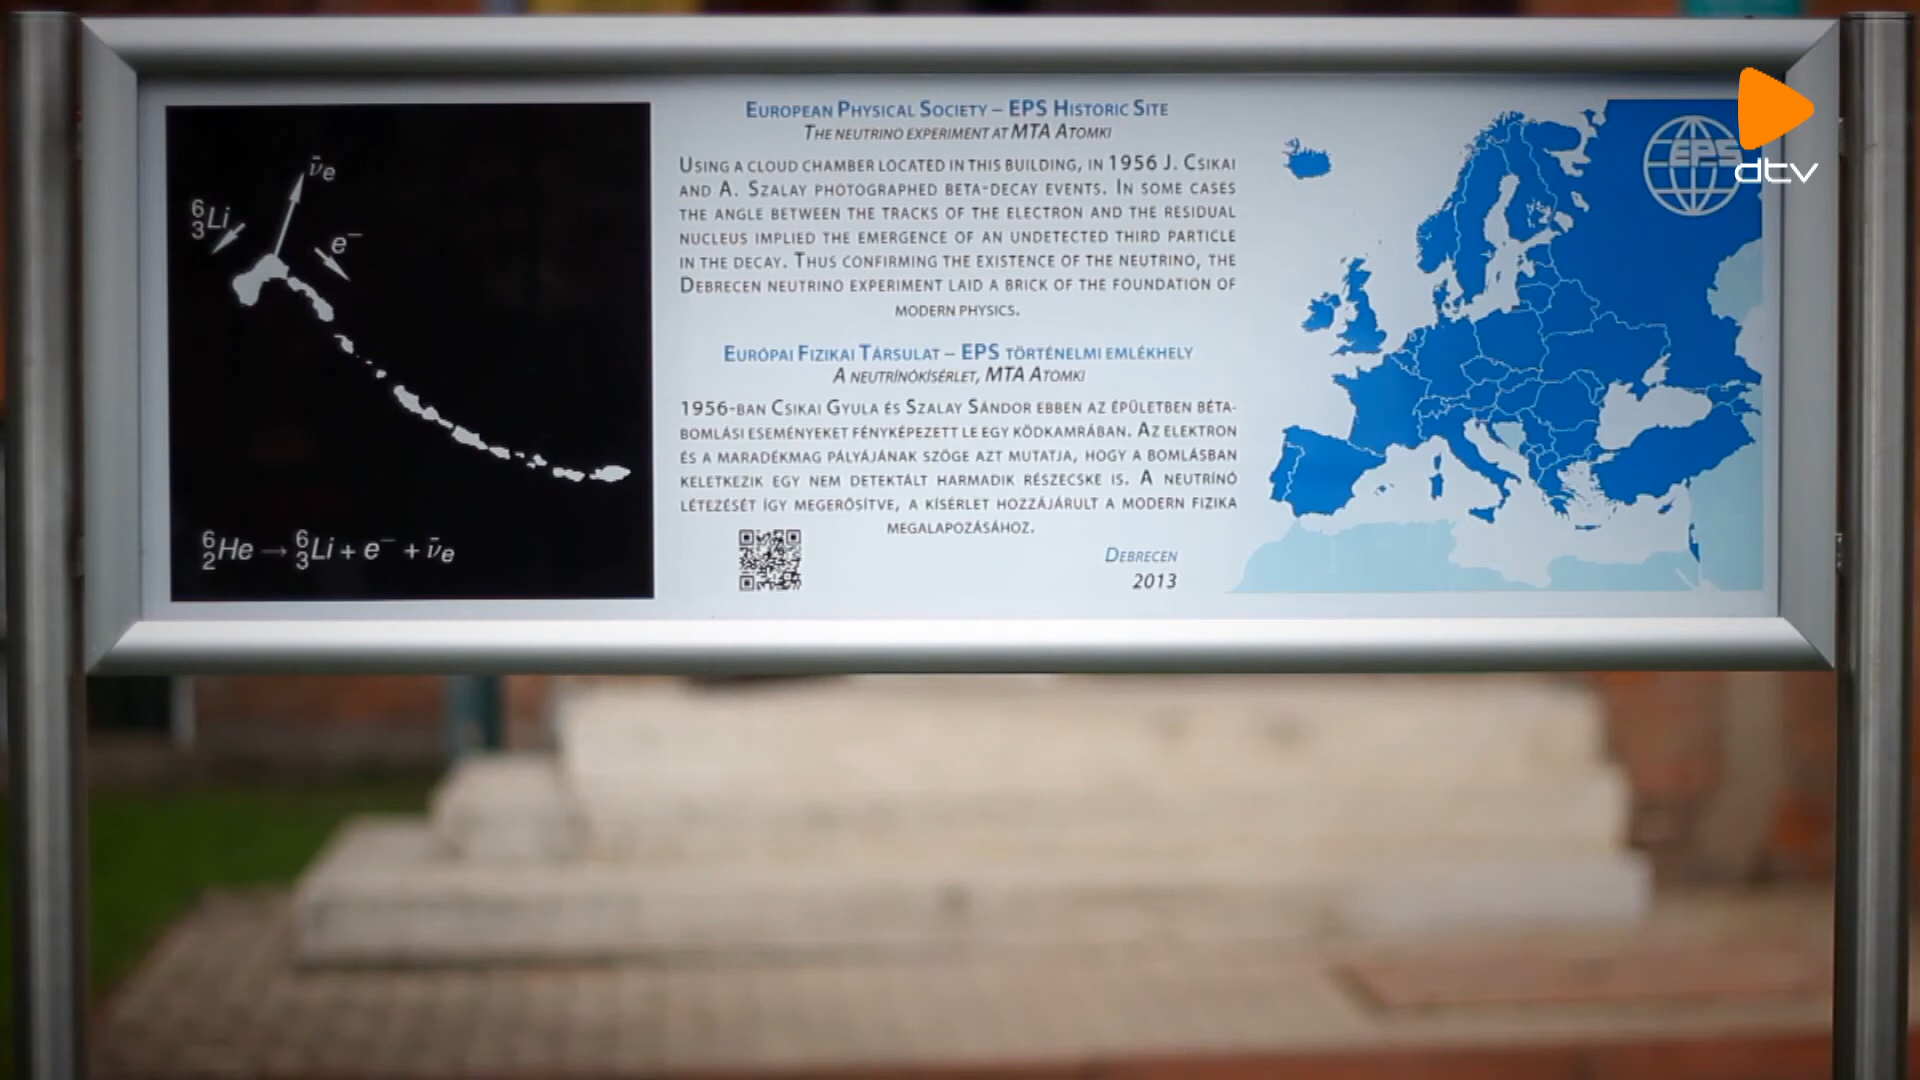 ν̄e
⁶₃Li
e⁻
⁶₂He → ⁶₃Li + e⁻ + ν̄e
EUROPEAN PHYSICAL SOCIETY – EPS HISTORIC SITE
THE NEUTRINO EXPERIMENT AT MTA ATOMKI
USING A CLOUD CHAMBER LOCATED IN THIS BUILDING, IN 1956 J. CSIKAI
AND A. SZALAY PHOTOGRAPHED BETA-DECAY EVENTS. IN SOME CASES
THE ANGLE BETWEEN THE TRACKS OF THE ELECTRON AND THE RESIDUAL
NUCLEUS IMPLIED THE EMERGENCE OF AN UNDETECTED THIRD PARTICLE
IN THE DECAY. THUS CONFIRMING THE EXISTENCE OF THE NEUTRINO, THE
DEBRECEN NEUTRINO EXPERIMENT LAID A BRICK OF THE FOUNDATION OF
MODERN PHYSICS.
EURÓPAI FIZIKAI TÁRSULAT – EPS TÖRTÉNELMI EMLÉKHELY
A NEUTRÍNÓKÍSÉRLET, MTA ATOMKI
1956-BAN CSIKAI GYULA ÉS SZALAY SÁNDOR EBBEN AZ ÉPÜLETBEN BÉTA-
BOMLÁSI ESEMÉNYEKET FÉNYKÉPEZETT LE EGY KÖDKAMRÁBAN. AZ ELEKTRON
ÉS A MARADÉKMAG PÁLYÁJÁNAK SZÖGE AZT MUTATJA, HOGY A BOMLÁSBAN
KELETKEZIK EGY NEM DETEKTÁLT HARMADIK RÉSZECSKE IS. A NEUTRÍNÓ
LÉTEZÉSÉT ÍGY MEGERŐSÍTVE, A KÍSÉRLET HOZZÁJÁRULT A MODERN FIZIKA
MEGALAPOZÁSÁHOZ.
DEBRECEN
2013
EPS
dtv